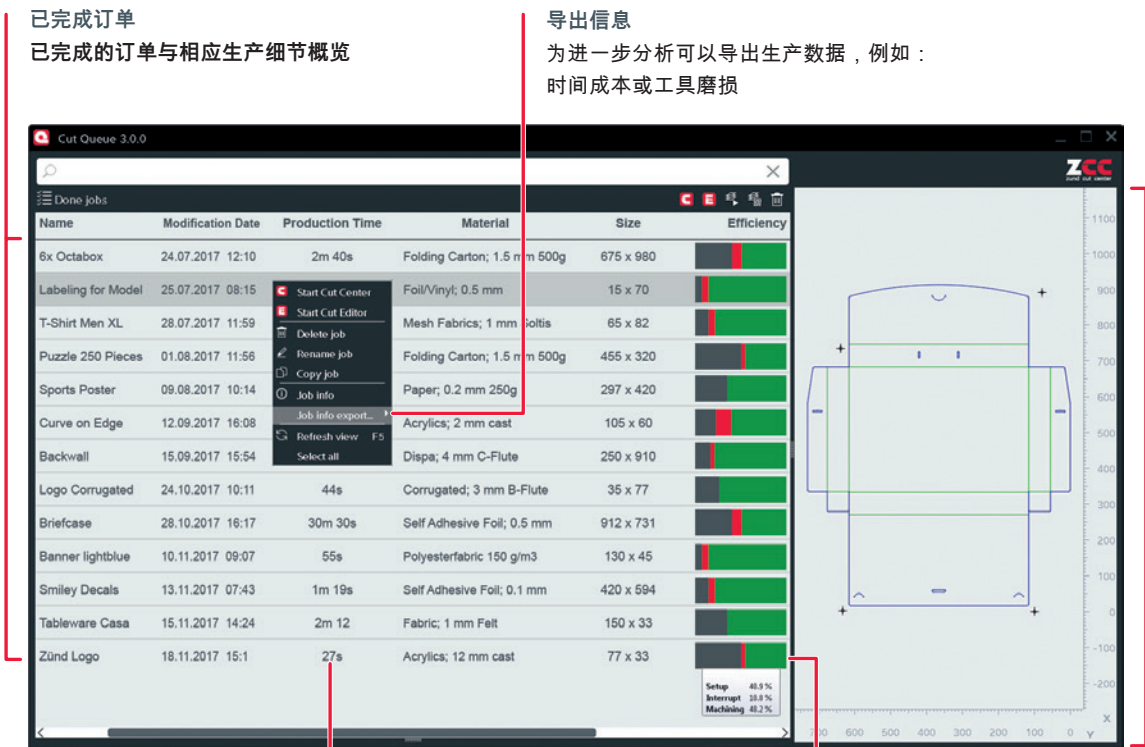 已完成订单
已完成的订单与相应生产细节概览
导出信息
为进一步分析可以导出生产数据，例如：
时间成本或工具磨损
Cut Queue 3.0.0
ZCC
zünd cut center
Done jobs
C E
Name Modification Date Production Time Material Size Efficiency
6x Octabox 24.07.2017 12:10 2m 40s Folding Carton; 1.5 mm 500g 675 x 980
Labeling for Model 25.07.2017 08:15 Foil/Vinyl; 0.5 mm 15 x 70
T-Shirt Men XL 28.07.2017 11:59 Mesh Fabrics; 1 mm Soltis 65 x 82
Puzzle 250 Pieces 01.08.2017 11:56 Folding Carton; 1.5 mm 500g 455 x 320
Sports Poster 09.08.2017 10:14 Paper; 0.2 mm 250g 297 x 420
Curve on Edge 12.09.2017 16:08 Acrylics; 2 mm cast 105 x 60
Backwall 15.09.2017 15:54 Dispa; 4 mm C-Flute 250 x 910
Logo Corrugated 24.10.2017 10:11 44s Corrugated; 3 mm B-Flute 35 x 77
Briefcase 28.10.2017 16:17 30m 30s Self Adhesive Foil; 0.5 mm 912 x 731
Banner lightblue 10.11.2017 09:07 55s Polyesterfabric 150 g/m3 130 x 45
Smiley Decals 13.11.2017 07:43 1m 19s Self Adhesive Foil; 0.1 mm 420 x 594
Tableware Casa 15.11.2017 14:24 2m 12 Fabric; 1 mm Felt 150 x 33
Zünd Logo 18.11.2017 15:1 27s Acrylics; 12 mm cast 77 x 33
C Start Cut Center
E Start Cut Editor
Delete job
Rename job
Copy job
Job info
Job info export...
Refresh view F5
Select all
Setup 40.9 %
Interrupt 10.8 %
Machining 48.2 %
1100
1000
900
800
700
600
500
400
300
200
100
0
-100
-200
X
600 500 400 300 200 100 0 Y